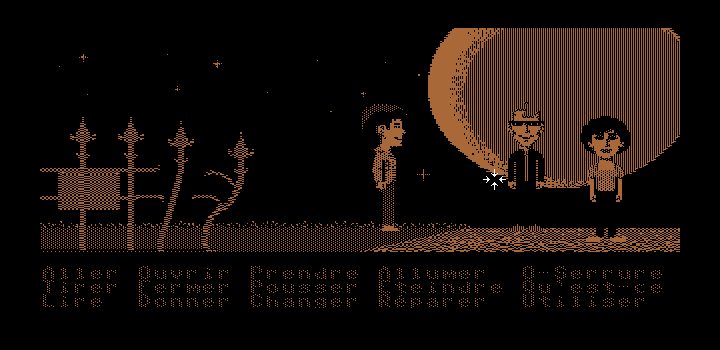 Aller Ouvrir Prendre Allumer O-Serrure
Tirer Fermer Pousser Eteindre Qu'est-ce
Lire Donner Changer Réparer Utiliser